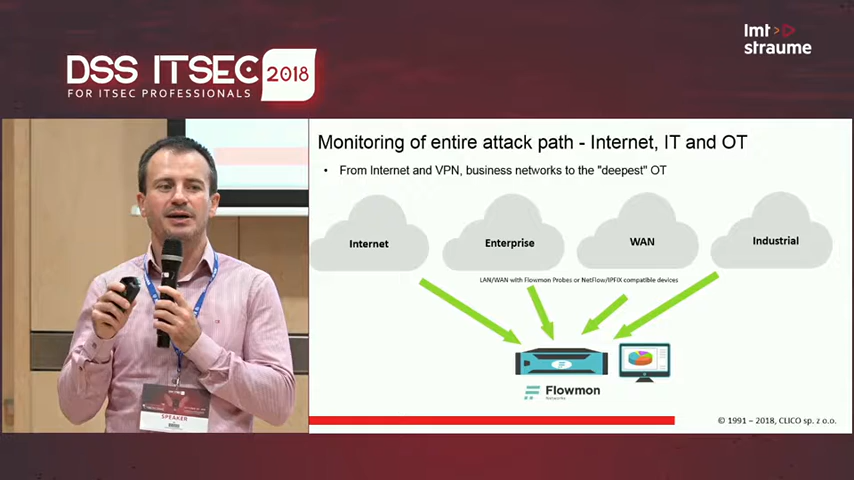 DSS ITSEC 2018
FOR ITSEC PROFESSIONALS
lmt >
straume
Monitoring of entire attack path - Internet, IT and OT
• From Internet and VPN, business networks to the "deepest" OT
Internet
Enterprise
WAN
Industrial
LAN/WAN with Flowmon Probes or NetFlow/IPFIX compatible devices
Flowmon
Networks
© 1991 – 2018, CLICO sp. z o.o.
SPEAKER